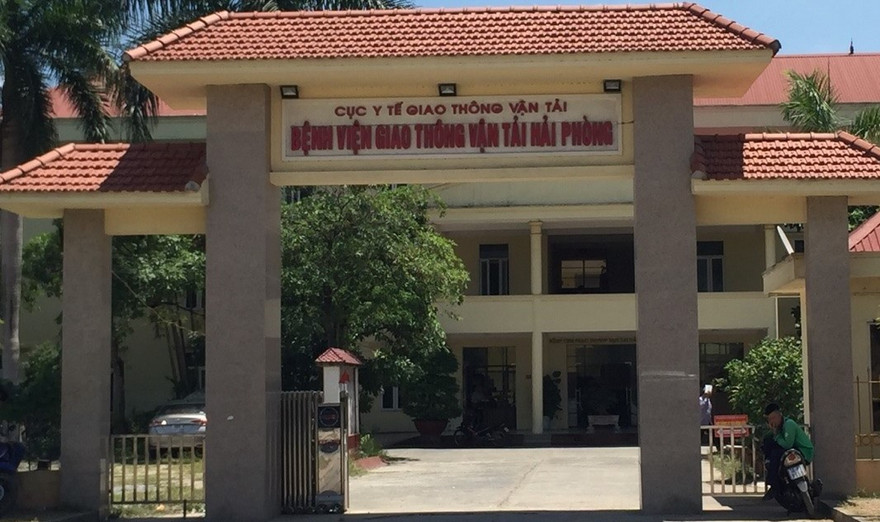 CỤC Y TẾ GIAO THÔNG VẬN TẢI
BỆNH VIỆN GIAO THÔNG VẬN TẢI HẢI PHÒNG